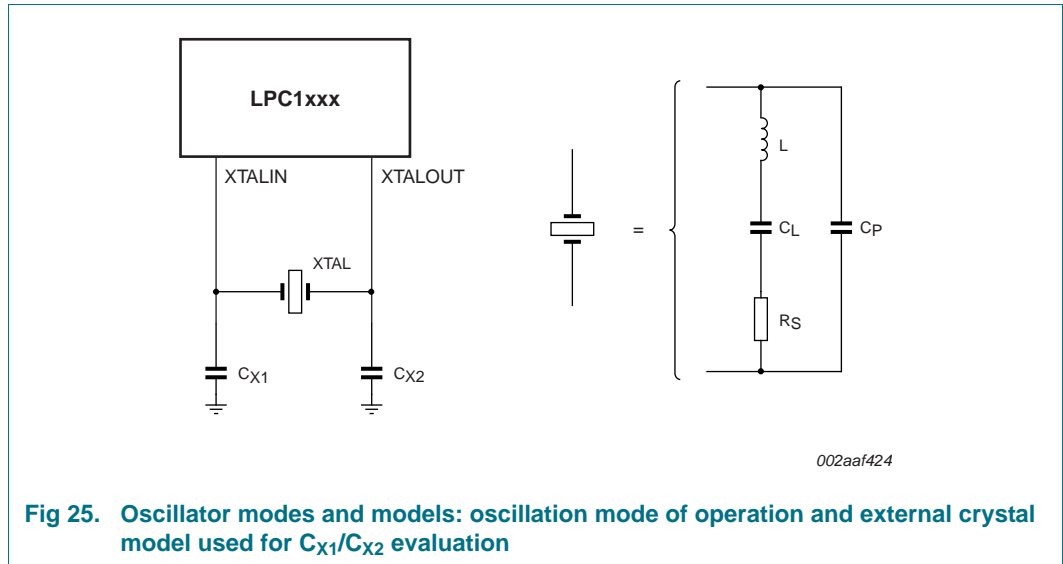 LPC1xxx
XTALIN
XTALOUT
XTAL
CX1
CX2
=
L
CL
CP
RS
002aaf424
Fig 25. Oscillator modes and models: oscillation mode of operation and external crystal
model used for CX1/CX2 evaluation